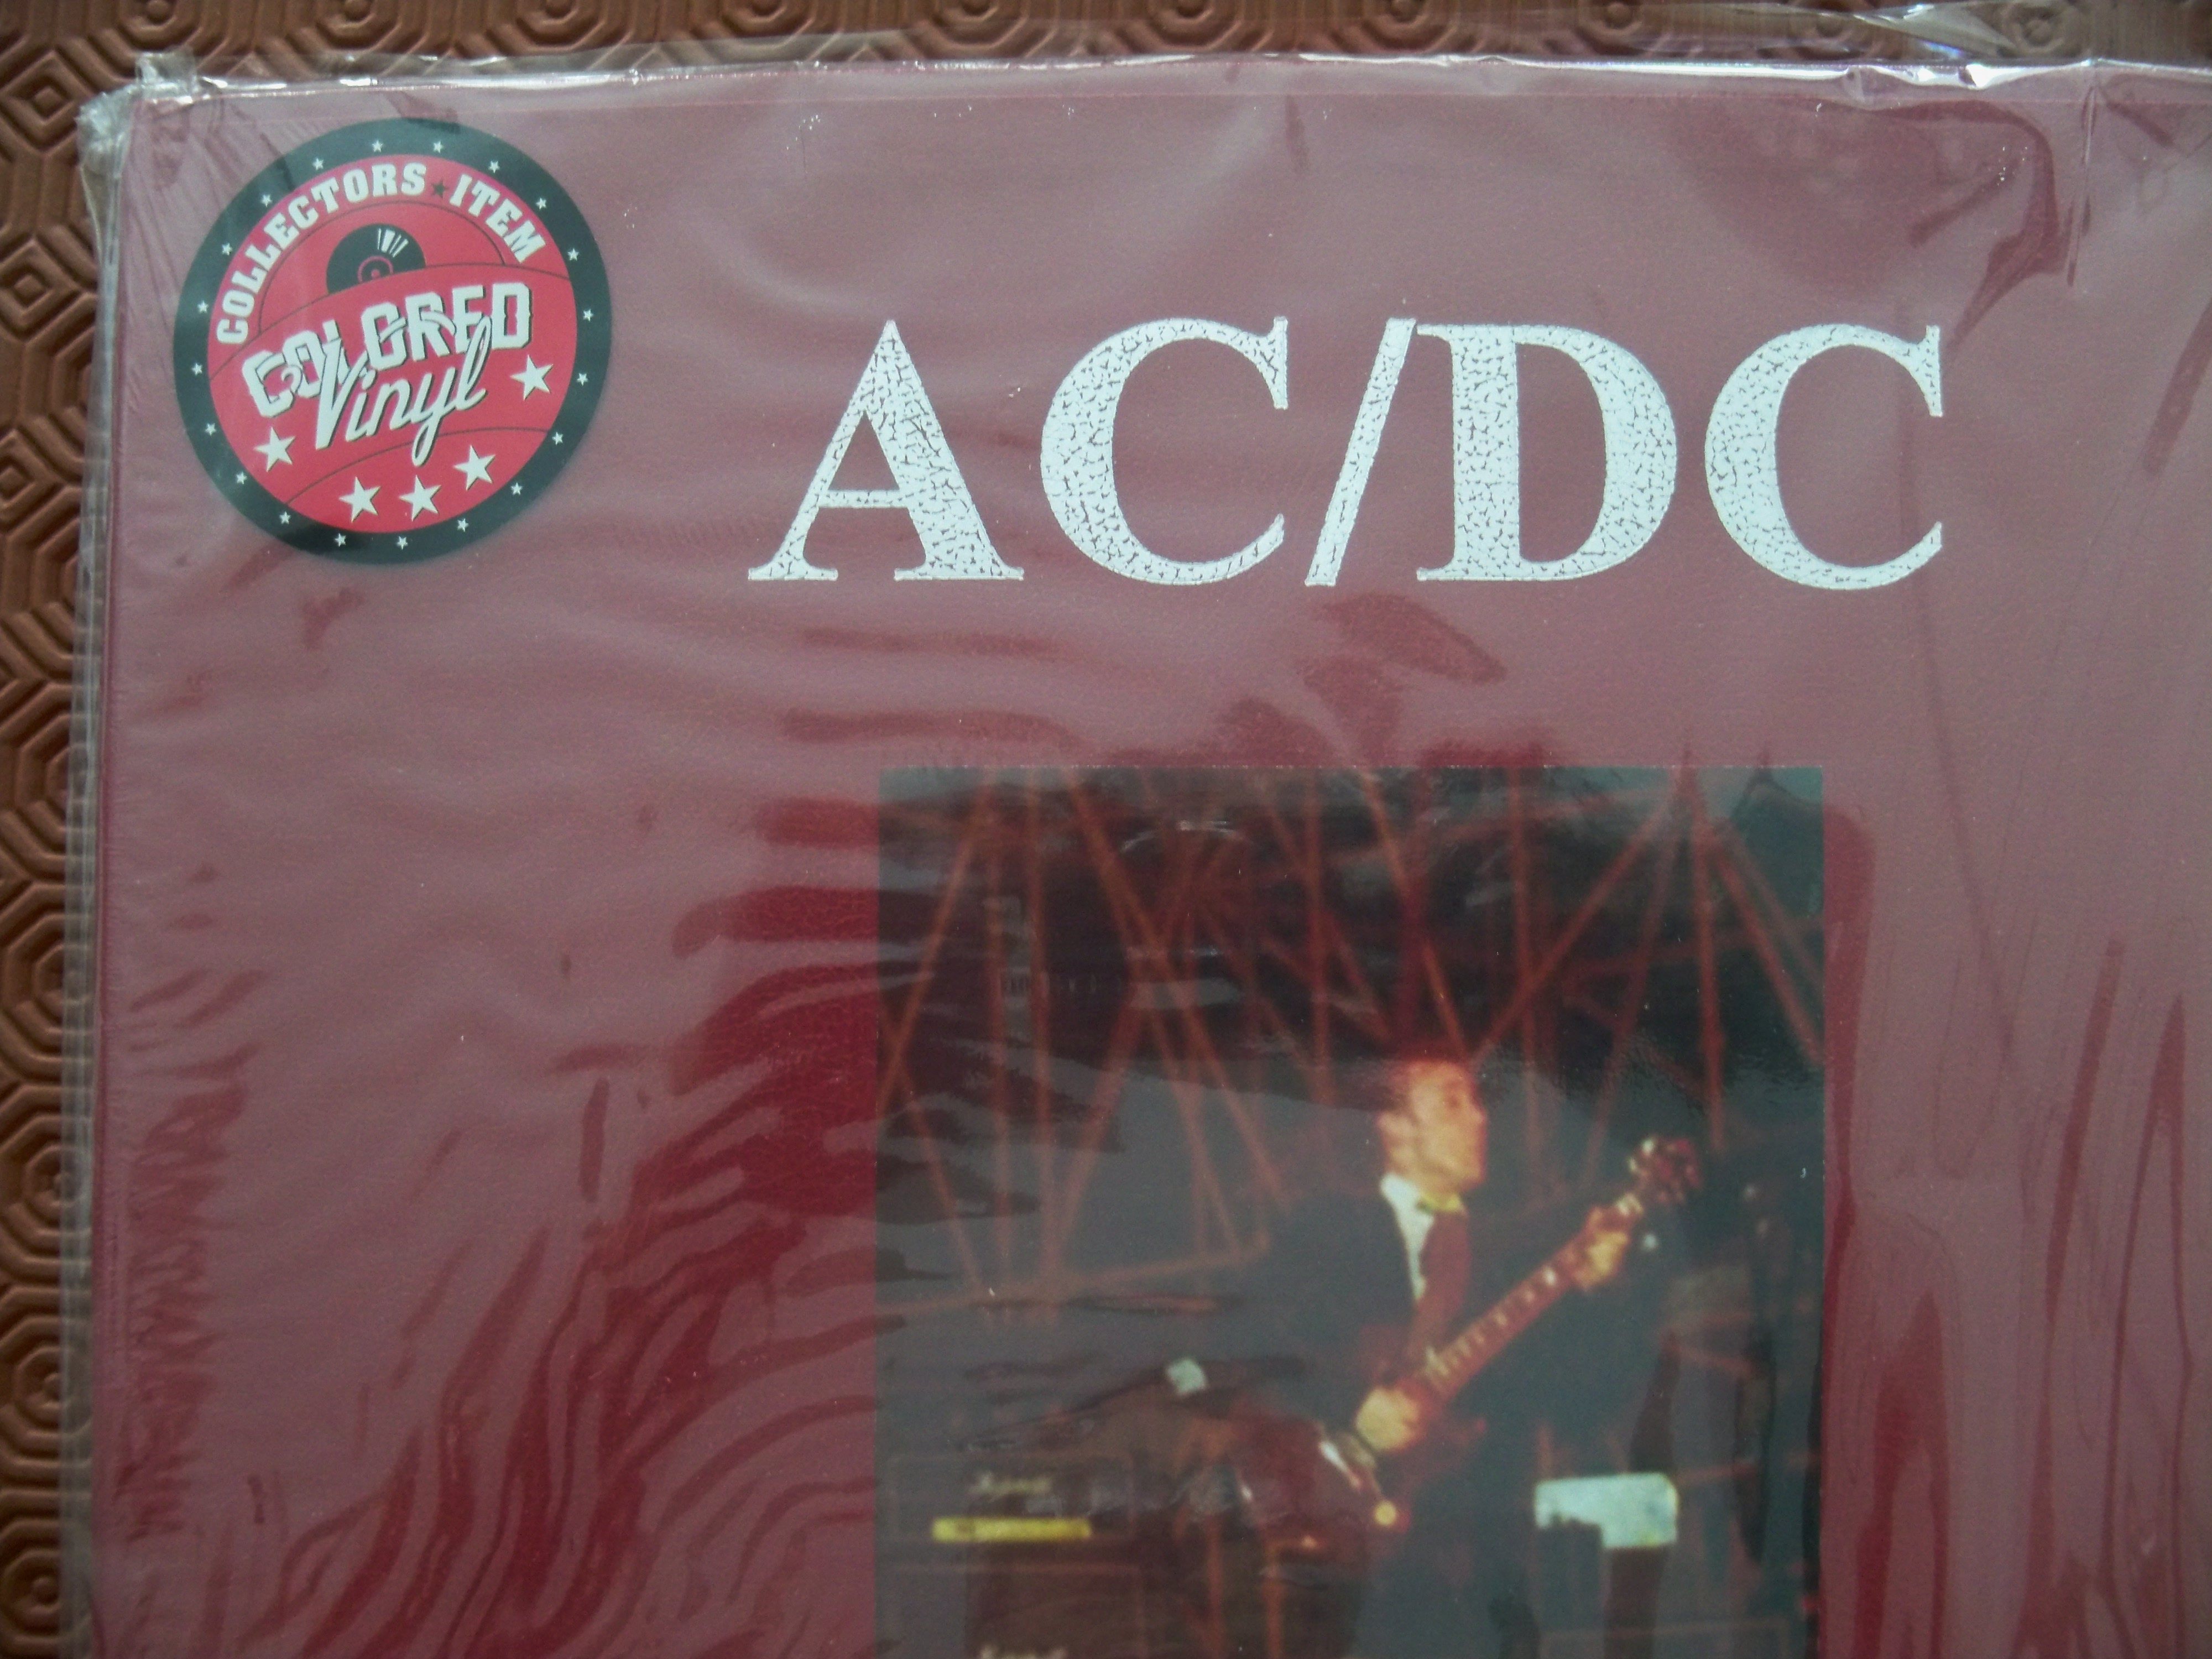 COLLECTORS ★ ITEM
COLORED
Vinyl
AC/DC